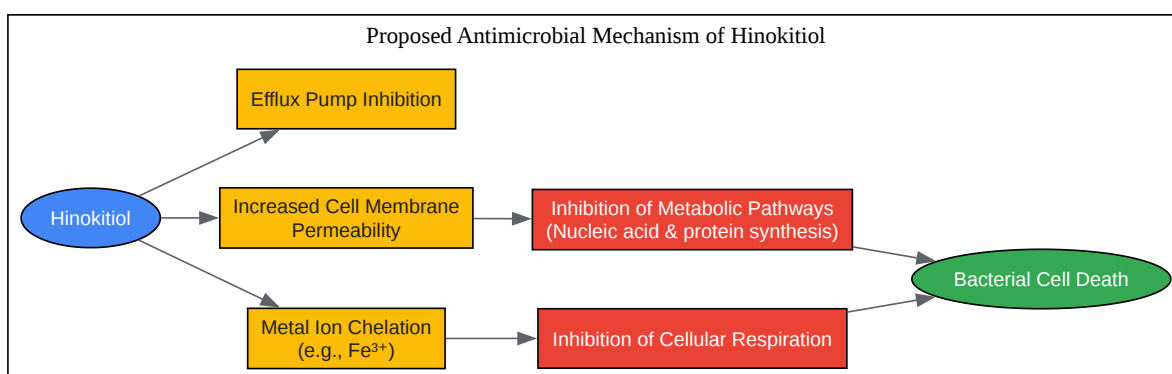 Proposed Antimicrobial Mechanism of Hinokitiol
Efflux Pump Inhibition
Hinokitiol
Increased Cell Membrane
Permeability
Inhibition of Metabolic Pathways
(Nucleic acid & protein synthesis)
Bacterial Cell Death
Metal Ion Chelation
(e.g., Fe³⁺)
Inhibition of Cellular Respiration